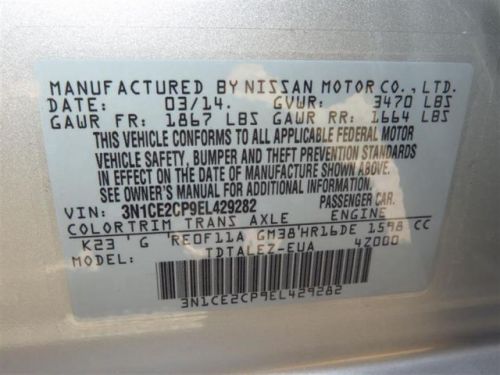 MANUFACTURED BY NISSAN MOTOR CO., LTD.
DATE: 03/14. GVWR: 3470 LBS
GAWR FR: 1867 LBS GAWR RR: 1664 LBS
THIS VEHICLE CONFORMS TO ALL APPLICABLE FEDERAL MOTOR
VEHICLE SAFETY, BUMPER AND THEFT PREVENTION STANDARDS
IN EFFECT ON THE DATE OF MANUFACTURE SHOWN ABOVE.
SEE OWNER'S MANUAL FOR ADDITIONAL INFORMATION.
VIN: 3N1CE2CP9EL429282 PASSENGER CAR.
COLOR TRIM TRANS AXLE ENGINE
K23 G RE0F11A GM38 HR16DE 1598 CC
MODEL: TDTALEZ-EUA 4Z000
3N1CE2CP9EL429282